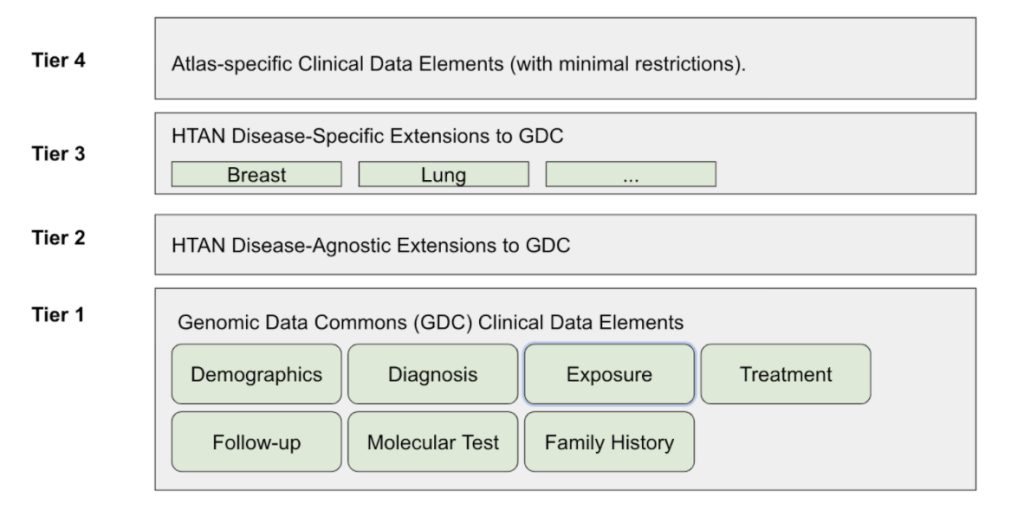 Tier 4
Atlas-specific Clinical Data Elements (with minimal restrictions).
Tier 3
HTAN Disease-Specific Extensions to GDC
Breast
Lung
...
Tier 2
HTAN Disease-Agnostic Extensions to GDC
Tier 1
Genomic Data Commons (GDC) Clinical Data Elements
Demographics
Diagnosis
Exposure
Treatment
Follow-up
Molecular Test
Family History